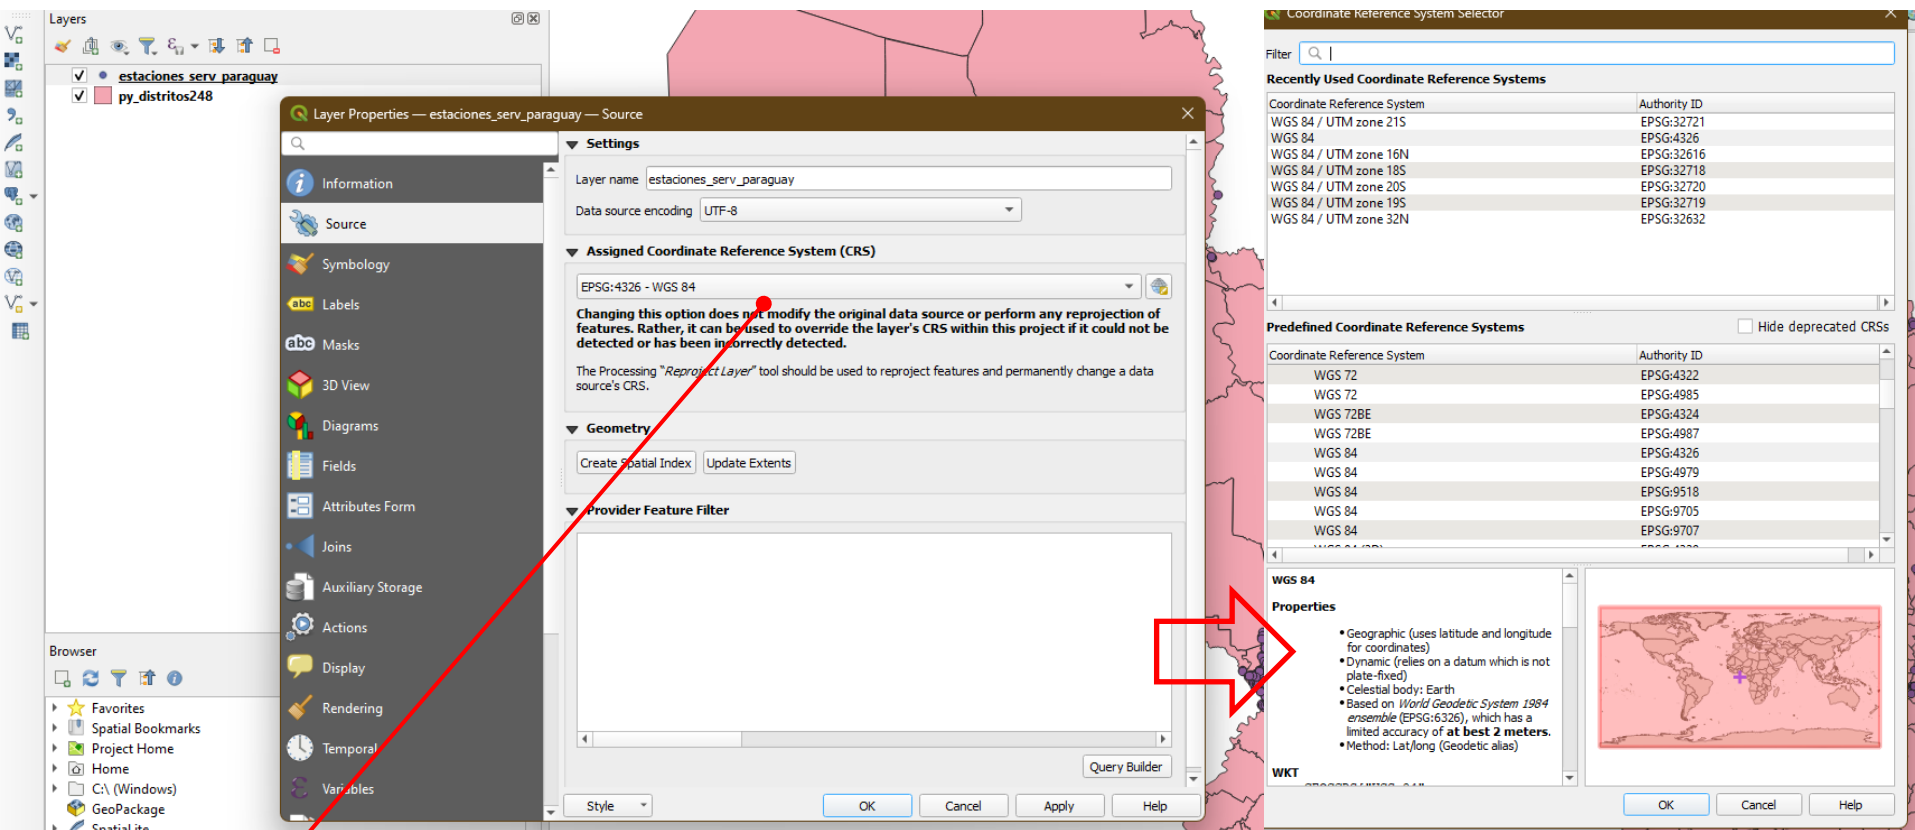 Layers
estaciones_serv_paraguay
py_distritos248
Layer Properties — estaciones_serv_paraguay — Source
Information
Source
Symbology
abc Labels
abc Masks
3D View
Diagrams
Fields
Attributes Form
Joins
Auxiliary Storage
Actions
Display
Rendering
Temporal
Variables
Settings
Layer name estaciones_serv_paraguay
Data source encoding UTF-8
Assigned Coordinate Reference System (CRS)
EPSG:4326 - WGS 84
Changing this option does not modify the original data source or perform any reprojection of
features. Rather, it can be used to override the layer's CRS within this project if it could not be
detected or has been incorrectly detected.
The Processing "Reproject Layer" tool should be used to reproject features and permanently change a data
source's CRS.
Geometry
Create Spatial Index Update Extents
Provider Feature Filter
Query Builder
Style OK Cancel Apply Help
Browser
Favorites
Spatial Bookmarks
Project Home
Home
C:\ (Windows)
GeoPackage
SpatiaLite
Coordinate Reference System Selector
Filter
Recently Used Coordinate Reference Systems
Coordinate Reference System Authority ID
WGS 84 / UTM zone 21S EPSG:32721
WGS 84 EPSG:4326
WGS 84 / UTM zone 16N EPSG:32616
WGS 84 / UTM zone 18S EPSG:32718
WGS 84 / UTM zone 20S EPSG:32720
WGS 84 / UTM zone 19S EPSG:32719
WGS 84 / UTM zone 32N EPSG:32632
Predefined Coordinate Reference Systems Hide deprecated CRSs
Coordinate Reference System Authority ID
WGS 72 EPSG:4322
WGS 72 EPSG:4985
WGS 72BE EPSG:4324
WGS 72BE EPSG:4987
WGS 84 EPSG:4326
WGS 84 EPSG:4979
WGS 84 EPSG:9518
WGS 84 EPSG:9705
WGS 84 EPSG:9707
WGS 84
Properties
• Geographic (uses latitude and longitude
for coordinates)
• Dynamic (relies on a datum which is not
plate-fixed)
• Celestial body: Earth
• Based on World Geodetic System 1984
ensemble (EPSG:6326), which has a
limited accuracy of at best 2 meters.
• Method: Lat/long (Geodetic alias)
WKT
OK Cancel Help